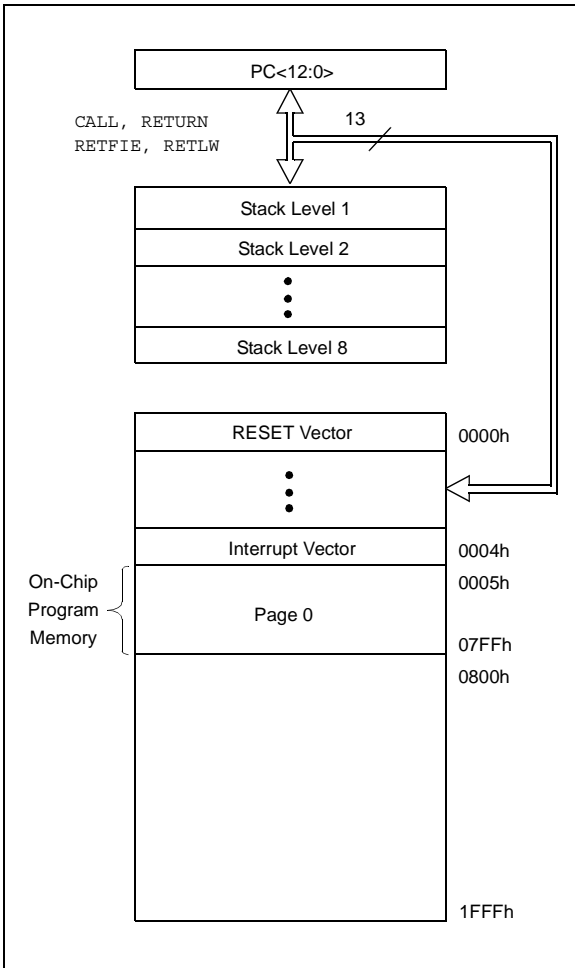 PC<12:0>
CALL, RETURN
RETFIE, RETLW
13
Stack Level 1
Stack Level 2
Stack Level 8
RESET Vector
0000h
Interrupt Vector
0004h
On-Chip
Program
Memory
Page 0
0005h
07FFh
0800h
1FFFh